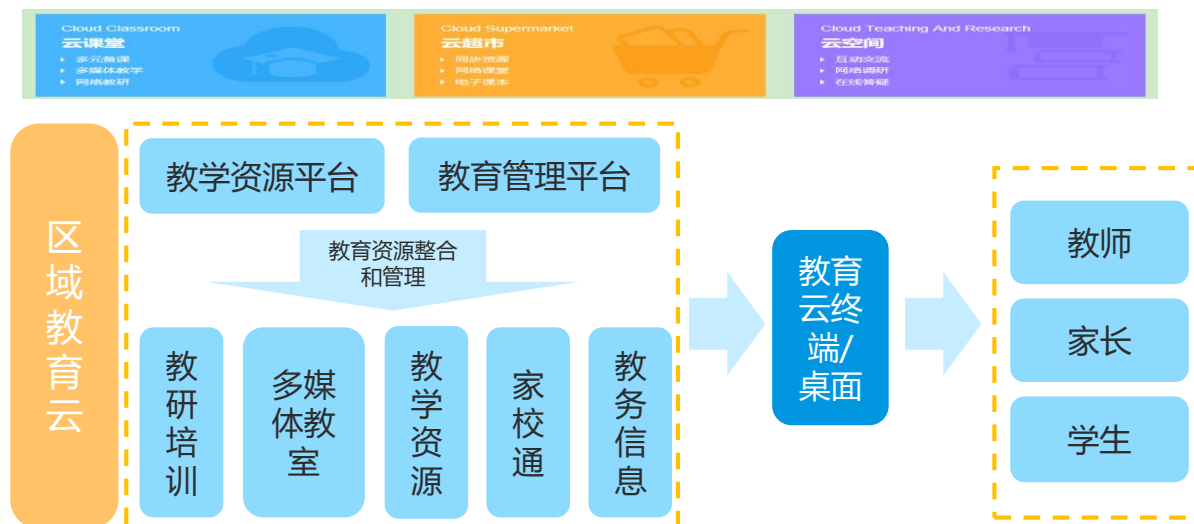 Cloud Classroom
云课堂
多元备课
多媒体教学
网络教研
Cloud Supermarket
云超市
同步资源
网络课堂
电子课本
Cloud Teaching And Research
云空间
互动交流
网络调研
在线答疑
区
域
教
育
云
教学资源平台
教育管理平台
教育资源整合
和管理
教
研
培
训
多媒
体教
室
教
学
资
源
家
校
通
教
务
信
息
教育
云终
端/
桌面
教师
家长
学生